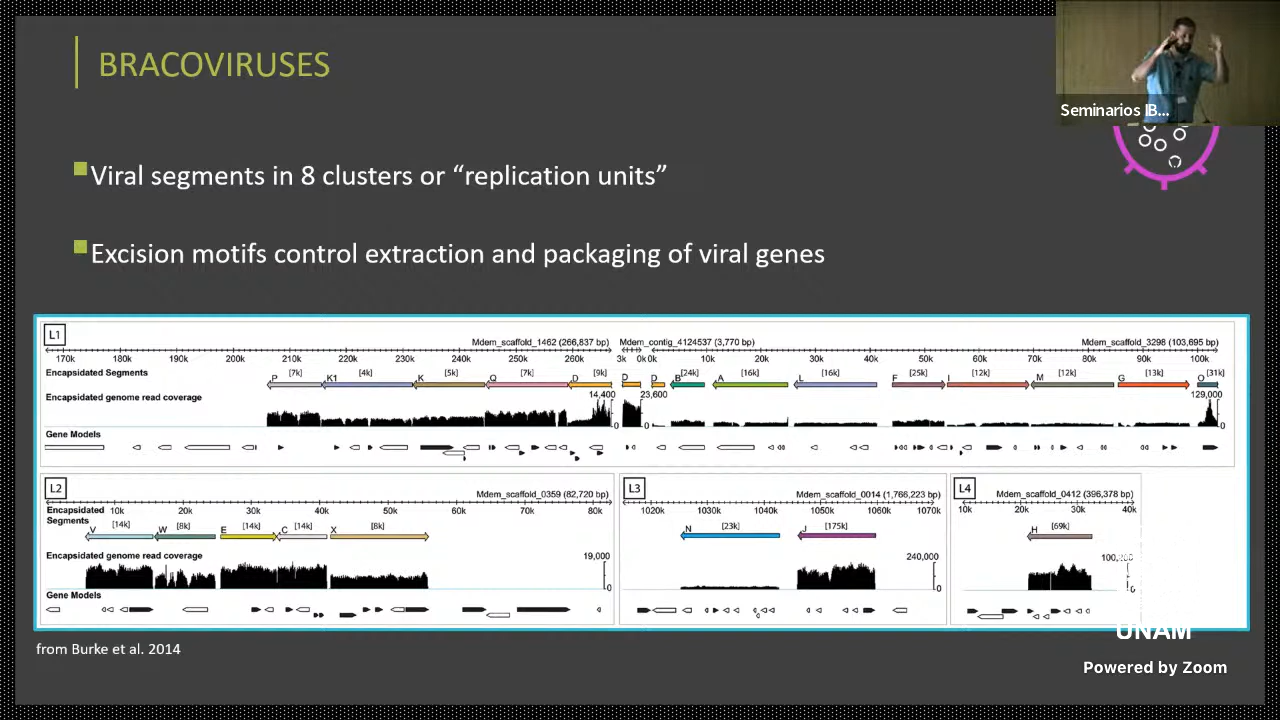 BRACOVIRUSES
Seminarios IB...
Viral segments in 8 clusters or “replication units”
Excision motifs control extraction and packaging of viral genes
L1
Mdem_scaffold_1462 (266,837 bp) Mdem_contig_4124537 (3,770 bp) Mdem_scaffold_3298 (103,695 bp)
170k 180k 190k 200k 210k 220k 230k 240k 250k 260k 3k 0k 0k 10k 20k 30k 40k 50k 60k 70k 80k 90k 100k
Encapsidated Segments P [7k] K1 [4k] K [5k] Q [7k] D [9k] D D B [24k] A [16k] L [16k] F [25k] I [12k] M [12k] G [13k] O [31k]
Encapsidated genome read coverage 14,400 23,600 129,000
0 0 0
Gene Models
L2 Mdem_scaffold_0359 (82,720 bp)
10k 20k 30k 40k 50k 60k 70k 80k
Encapsidated
Segments
V [14k] W [8k] E [14k] C [14k] X [8k]
Encapsidated genome read coverage 19,000
0
Gene Models
L3 Mdem_scaffold_0014 (1,766,223 bp)
1020k 1030k 1040k 1050k 1060k 1070k
N [23k] J [175k]
240,000
0
L4 Mdem_scaffold_0412 (396,378 bp)
10k 20k 30k 40k
H [69k]
0
UNAM
from Burke et al. 2014
Powered by Zoom